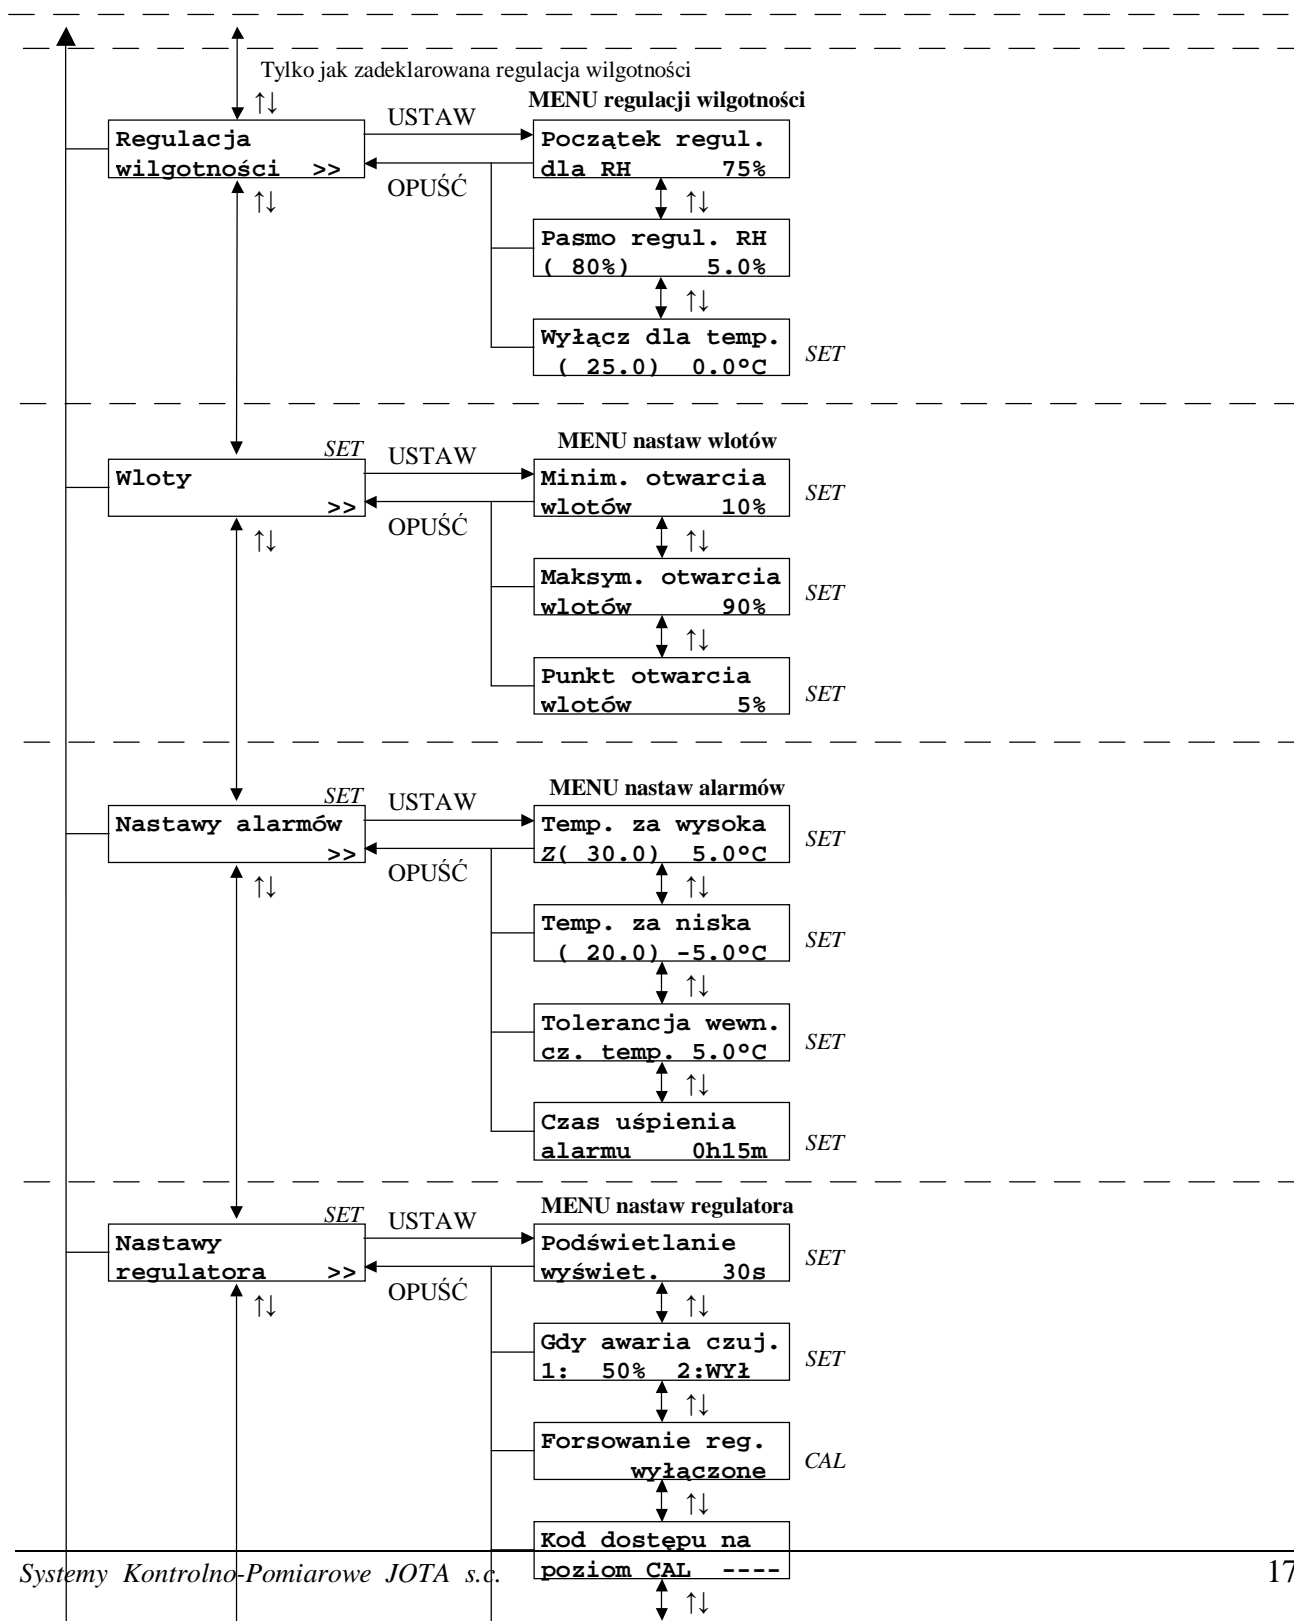 Tylko jak zadeklarowana regulacja wilgotności
↑↓
MENU regulacji wilgotności
USTAW
Regulacja
wilgotności >>
OPUŚĆ
↑↓
Początek regul.
dla RH 75%
↑↓
Pasmo regul. RH
( 80%) 5.0%
↑↓
Wyłącz dla temp.
( 25.0) 0.0°C
SET
MENU nastaw wlotów
SET
USTAW
Wloty
>>
OPUŚĆ
↑↓
Minim. otwarcia
wlotów 10%
SET
↑↓
Maksym. otwarcia
wlotów 90%
SET
↑↓
Punkt otwarcia
wlotów 5%
SET
MENU nastaw alarmów
SET
USTAW
Nastawy alarmów
>>
OPUŚĆ
↑↓
Temp. za wysoka
Z( 30.0) 5.0°C
SET
↑↓
Temp. za niska
( 20.0) -5.0°C
SET
↑↓
Tolerancja wewn.
cz. temp. 5.0°C
SET
↑↓
Czas uśpienia
alarmu 0h15m
SET
MENU nastaw regulatora
SET
USTAW
Nastawy
regulatora >>
OPUŚĆ
↑↓
Podświetlanie
wyświet. 30s
SET
↑↓
Gdy awaria czuj.
1: 50% 2:WYł
SET
↑↓
Forsowanie reg.
wyłączone
CAL
↑↓
Kod dostępu na
poziom CAL ----
↑↓
Systemy Kontrolno-Pomiarowe JOTA s.c.
17